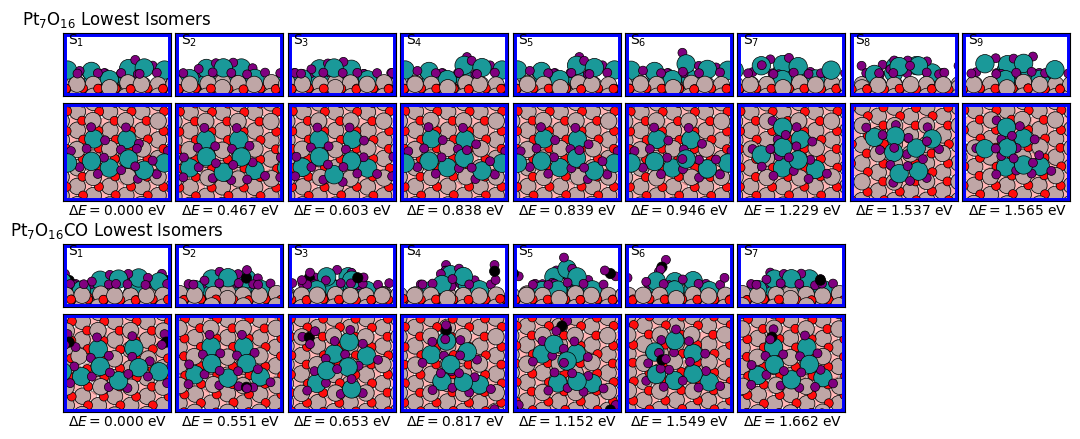 Pt₇O₁₆ Lowest Isomers
S₁ S₂ S₃ S₄ S₅ S₆ S₇ S₈ S₉
ΔE = 0.000 eV ΔE = 0.467 eV ΔE = 0.603 eV ΔE = 0.838 eV ΔE = 0.839 eV ΔE = 0.946 eV ΔE = 1.229 eV ΔE = 1.537 eV ΔE = 1.565 eV
Pt₇O₁₆CO Lowest Isomers
S₁ S₂ S₃ S₄ S₅ S₆ S₇
ΔE = 0.000 eV ΔE = 0.551 eV ΔE = 0.653 eV ΔE = 0.817 eV ΔE = 1.152 eV ΔE = 1.549 eV ΔE = 1.662 eV